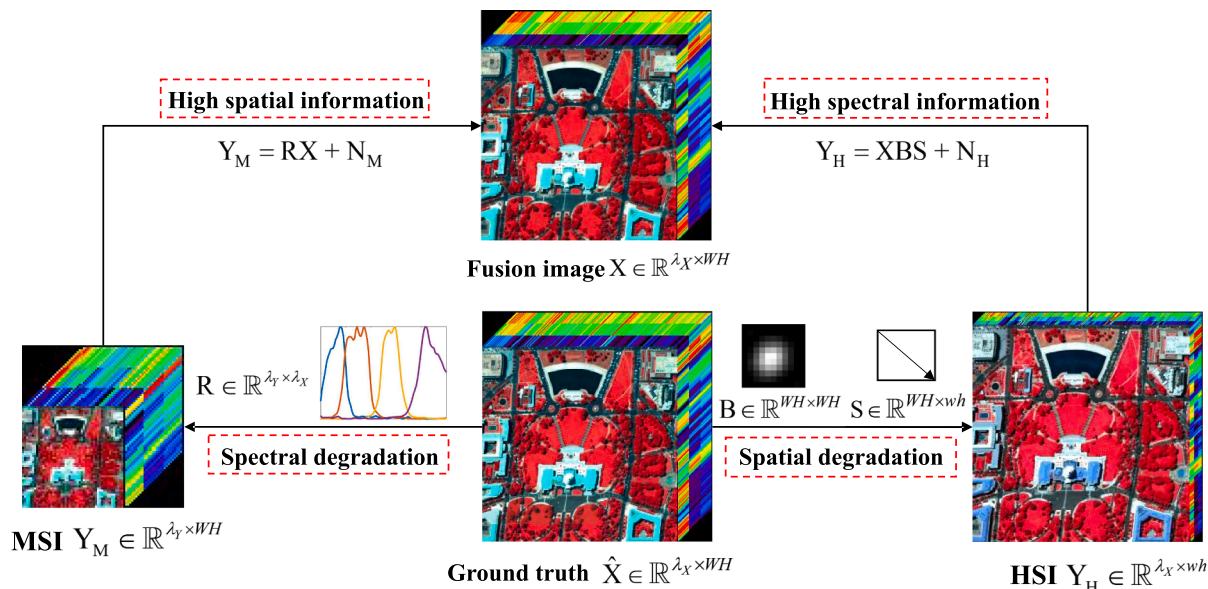 High spatial information
Y_M = RX + N_M
High spectral information
Y_H = XBS + N_H
Fusion image X ∈ ℝ^{λ_X×WH}
R ∈ ℝ^{λ_Y×λ_X}
B ∈ ℝ^{WH×WH} S ∈ ℝ^{WH×wh}
Spectral degradation
Spatial degradation
MSI Y_M ∈ ℝ^{λ_Y×WH}
Ground truth X̂ ∈ ℝ^{λ_X×WH}
HSI Y_H ∈ ℝ^{λ_X×wh}